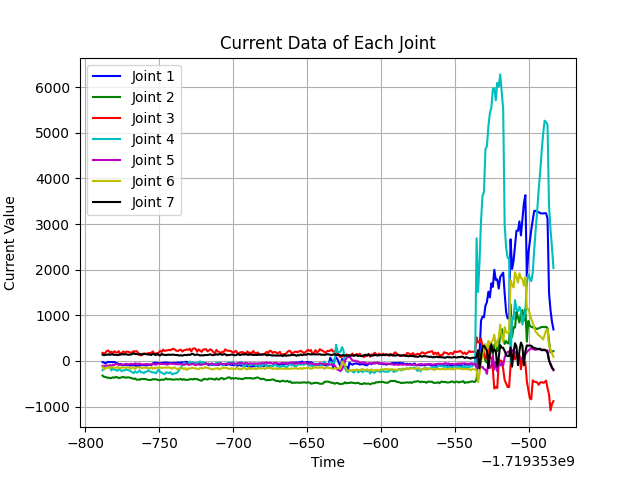 Current Data of Each Joint
Joint 1
Joint 2
Joint 3
Joint 4
Joint 5
Joint 6
Joint 7
6000
5000
4000
3000
2000
1000
0
−1000
Current Value
−800
−750
−700
−650
−600
−550
−500
Time
−1.719353e9